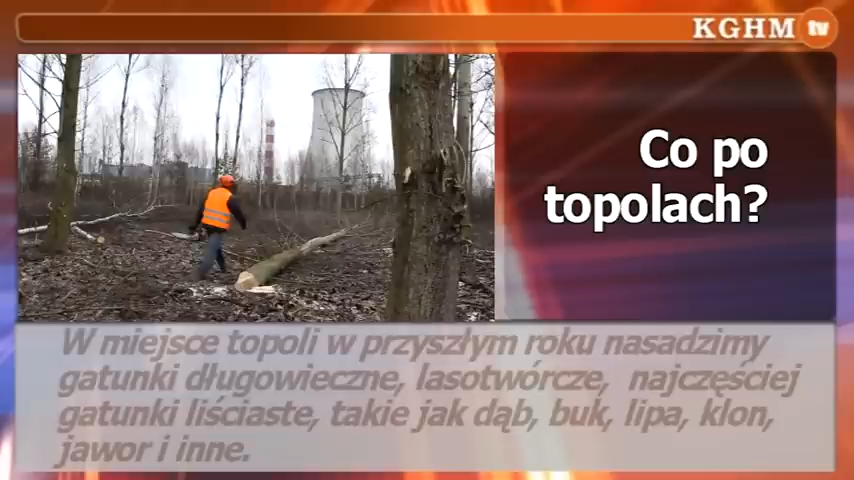 KGHM tv
Co po
topolach?
W miejsce topoli w przyszłym roku nasadzimy
gatunki długowieczne, lasotwórcze, najczęściej
gatunki liściaste, takie jak dąb, buk, lipa, klon,
jawor i inne.